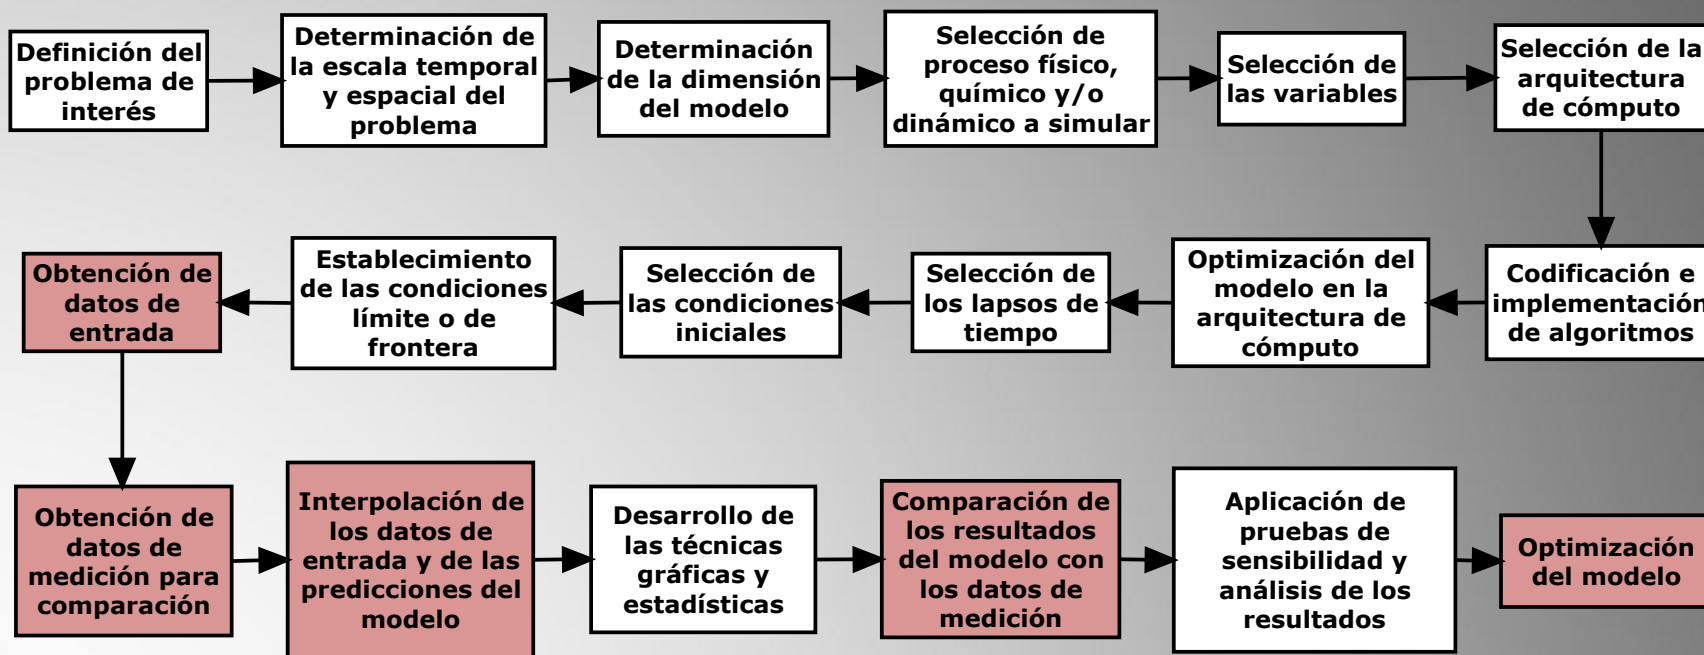 Definición del
problema de
interés
Determinación de
la escala temporal
y espacial del
problema
Determinación
de la dimensión
del modelo
Selección de
proceso físico,
químico y/o
dinámico a simular
Selección de
las variables
Selección de la
arquitectura
de cómputo
Codificación e
implementación
de algoritmos
Optimización del
modelo en la
arquitectura de
cómputo
Selección de
los lapsos de
tiempo
Selección de
las condiciones
iniciales
Establecimiento
de las condiciones
límite o de
frontera
Obtención de
datos de
entrada
Obtención de
datos de
medición para
comparación
Interpolación de
los datos de
entrada y de las
predicciones del
modelo
Desarrollo de
las técnicas
gráficas y
estadísticas
Comparación de
los resultados
del modelo con
los datos de
medición
Aplicación de
pruebas de
sensibilidad y
análisis de los
resultados
Optimización
del modelo